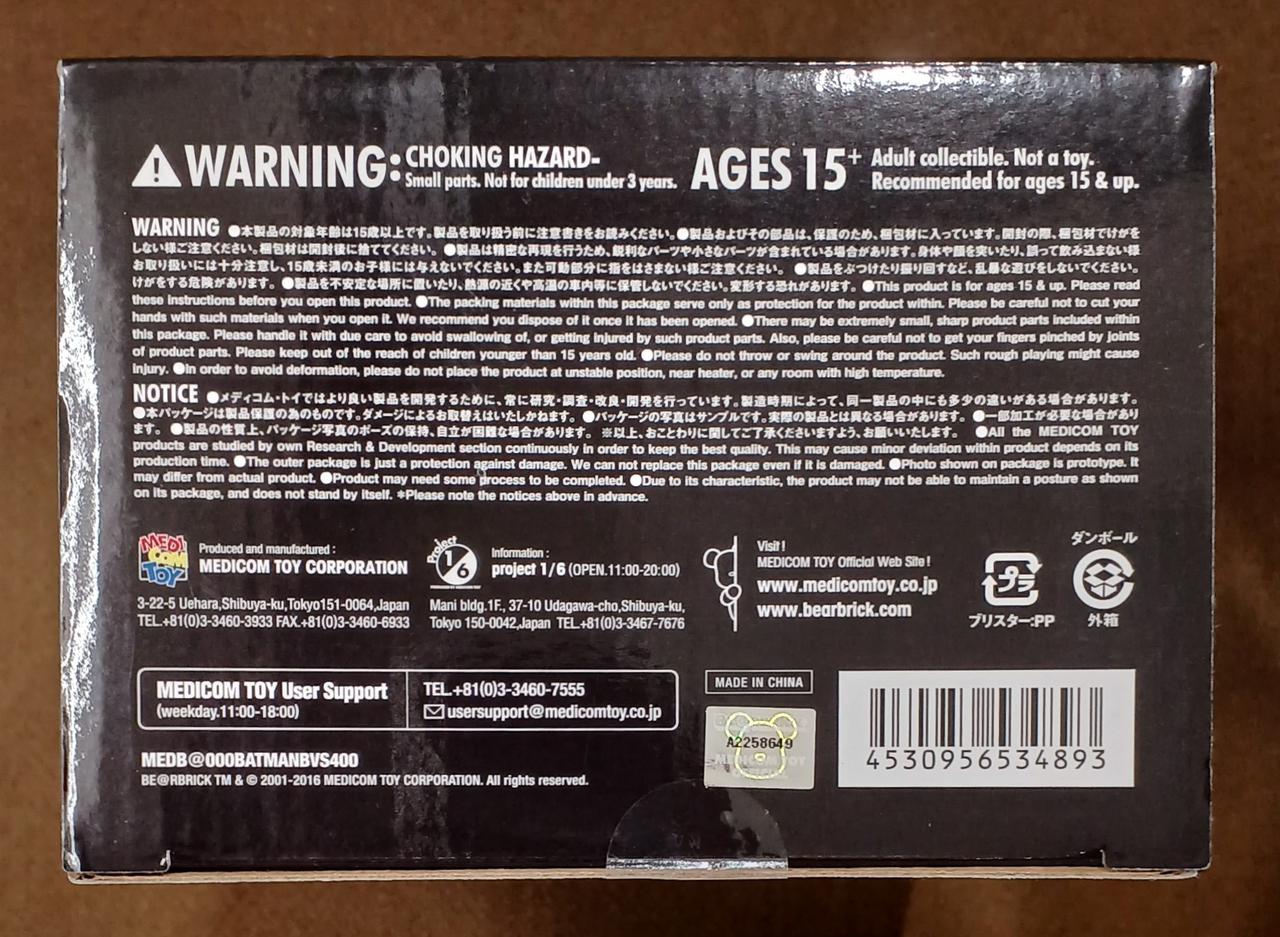 WARNING: CHOKING HAZARD-
Small parts. Not for children under 3 years.
AGES 15+ Adult collectible. Not a toy.
Recommended for ages 15 & up.
WARNING ●本製品の対象年齢は15歳以上です。製品を取り扱う前に注意書きをお読みください。●製品およびその部品は、保護のため、梱包材に入っています。開封の際、梱包材でけがを
しない様ご注意ください。梱包材は開封後に捨ててください。 ●製品は精密な再現を行うため、鋭利なパーツや小さなパーツが含まれている場合があります。身体や顔を突いたり、誤って飲み込まない様
お取り扱いには十分注意し、15歳未満のお子様には与えないでください。また可動部分に指をはさまない様ご注意ください。 ●製品をぶつけたり振り回すなど、乱暴な遊びをしないでください。
けがをする危険があります。 ●製品を不安定な場所に置いたり、熱源の近くや高温の車内等に保管しないでください。変形する恐れがあります。 ●This product is for ages 15 & up. Please read
these instructions before you open this product. ●The packing materials within this package serve only as protection for the product within. Please be careful not to cut your
hands with such materials when you open it. We recommend you dispose of it once it has been opened. ●There may be extremely small, sharp product parts included within
this package. Please handle it with due care to avoid swallowing of, or getting injured by such product parts. Also, please be careful not to get your fingers pinched by joints
of product parts. Please keep out of the reach of children younger than 15 years old. ●Please do not throw or swing around the product. Such rough playing might cause
injury. ●In order to avoid deformation, please do not place the product at unstable position, near heater, or any room with high temperature.
NOTICE ●メディコム・トイではより良い製品を開発するために、常に研究・調査・改良・開発を行っています。製造時期によって、同一製品の中にも多少の違いがある場合があります。
●本パッケージは製品保護の為のものです。ダメージによるお取替えはいたしかねます。 ●パッケージの写真はサンプルです。実際の製品とは異なる場合があります。 ●一部加工が必要な場合があり
ます。 ●製品の性質上、パッケージ写真のポーズの保持、自立が困難な場合があります。 ※以上、おことわりに関してご了承くださいますよう、お願いいたします。 ●All the MEDICOM TOY
products are studied by own Research & Development section continuously in order to keep the best quality. This may cause minor deviation within product depends on its
production time. ●The outer package is just a protection against damage. We can not replace this package even if it is damaged. ●Photo shown on package is prototype. It
may differ from actual product. ●Product may need some process to be completed. ●Due to its characteristic, the product may not be able to maintain a posture as shown
on its package, and does not stand by itself. *Please note the notices above in advance.
MEDICOM TOY
Produced and manufactured :
MEDICOM TOY CORPORATION
3-22-5 Uehara,Shibuya-ku,Tokyo151-0064,Japan
TEL.+81(0)3-3460-3933 FAX.+81(0)3-3460-6933
Project 1/6
Information :
project 1/6 (OPEN.11:00-20:00)
Mani bldg.1F., 37-10 Udagawa-cho,Shibuya-ku,
Tokyo 150-0042,Japan TEL.+81(0)3-3467-7676
Visit !
MEDICOM TOY Official Web Site !
www.medicomtoy.co.jp
www.bearbrick.com
プラ
ブリスター:PP
ダンボール
外箱
MEDICOM TOY User Support
(weekday.11:00-18:00)
TEL.+81(0)3-3460-7555
usersupport@medicomtoy.co.jp
MEDB@000BATMANBVS400
BE@RBRICK TM & © 2001-2016 MEDICOM TOY CORPORATION. All rights reserved.
MADE IN CHINA
A2258649
MEDICOM TOY
4530956534893